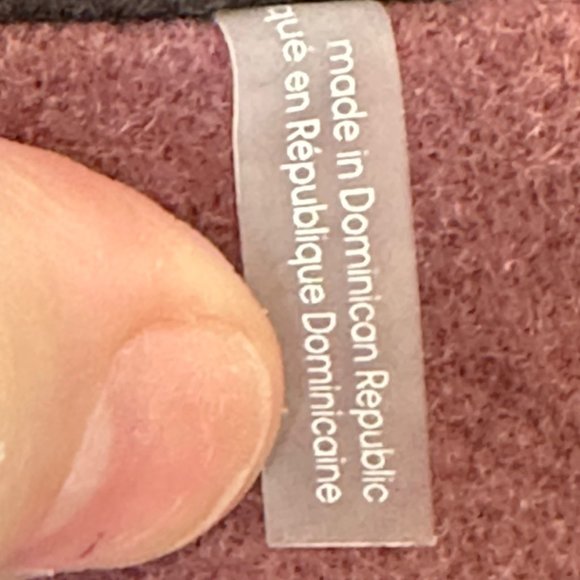 made in Dominican Republic
qué en République Dominicaine